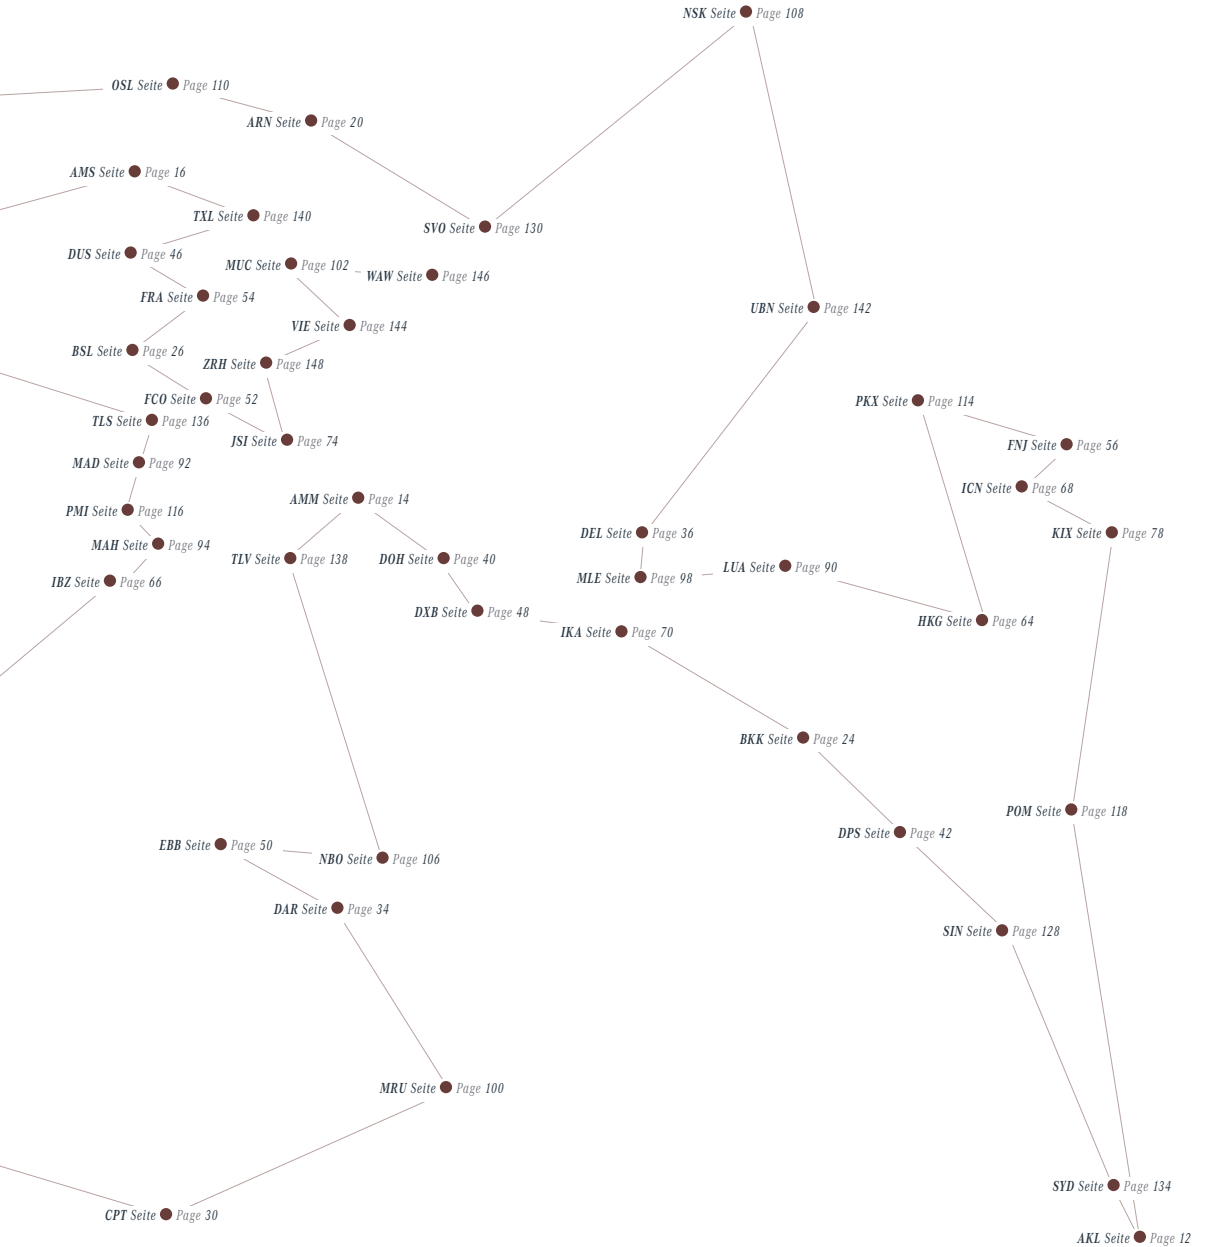 NSK Seite Page 108
OSL Seite Page 110
ARN Seite Page 20
AMS Seite Page 16
TXL Seite Page 140
SVO Seite Page 130
DUS Seite Page 46
MUC Seite Page 102
WAW Seite Page 146
FRA Seite Page 54
UBN Seite Page 142
VIE Seite Page 144
BSL Seite Page 26
ZRH Seite Page 148
FCO Seite Page 52
PKX Seite Page 114
TLS Seite Page 136
JSI Seite Page 74
FNJ Seite Page 56
MAD Seite Page 92
ICN Seite Page 68
AMM Seite Page 14
PMI Seite Page 116
DEL Seite Page 36
KIX Seite Page 78
MAH Seite Page 94
TLV Seite Page 138
DOH Seite Page 40
LUA Seite Page 90
MLE Seite Page 98
IBZ Seite Page 66
DXB Seite Page 48
HKG Seite Page 64
IKA Seite Page 70
BKK Seite Page 24
POM Seite Page 118
DPS Seite Page 42
EBB Seite Page 50
NBO Seite Page 106
DAR Seite Page 34
SIN Seite Page 128
MRU Seite Page 100
SYD Seite Page 134
CPT Seite Page 30
AKL Seite Page 12